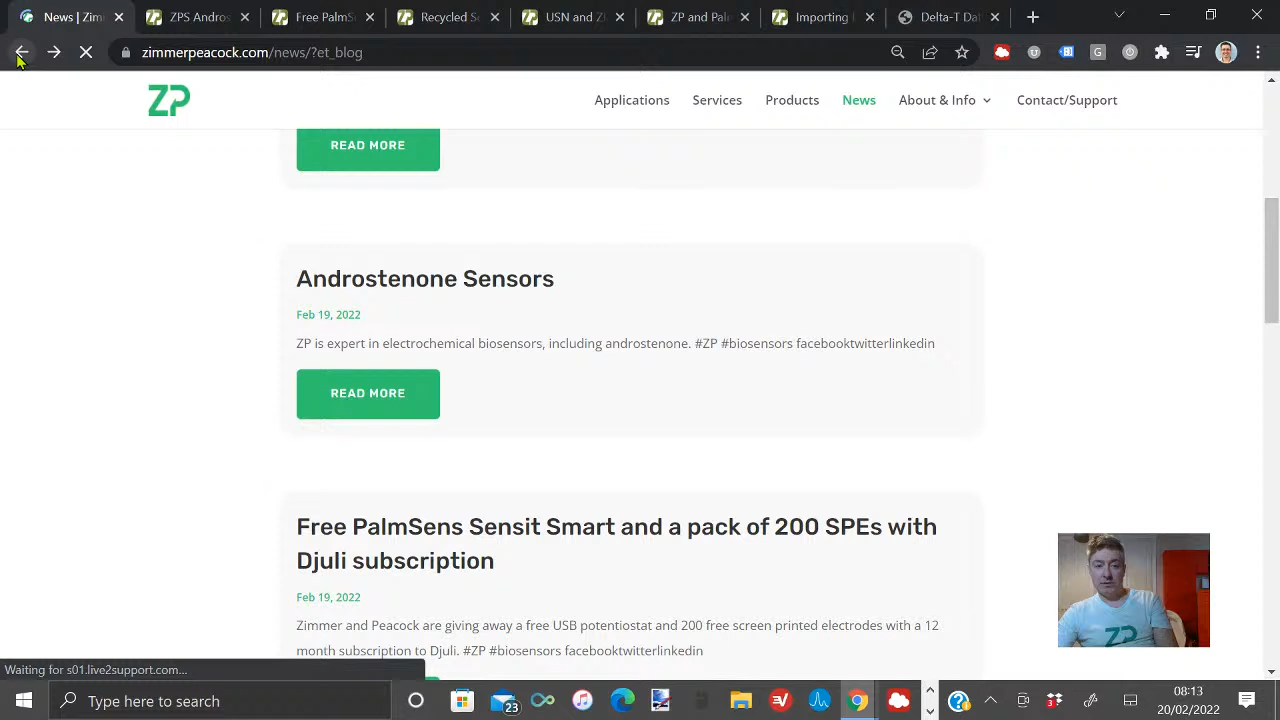 News | Zim
ZPS Andros
Free PalmS
Recycled S
USN and Z
ZP and Palm
Importing
Delta-T Dat
zimmerpeacock.com/news/?et_blog
ZP
Applications
Services
Products
News
About & Info
Contact/Support
READ MORE
Androstenone Sensors
Feb 19, 2022
ZP is expert in electrochemical biosensors, including androstenone. #ZP #biosensors facebooktwitterlinkedin
READ MORE
Free PalmSens Sensit Smart and a pack of 200 SPEs with
Djuli subscription
Feb 19, 2022
Zimmer and Peacock are giving away a free USB potentiostat and 200 free screen printed electrodes with a 12
month subscription to Djuli. #ZP #biosensors facebooktwitterlinkedin
ZP
Waiting for s01.live2support.com...
Type here to search
23
3
08:13
20/02/2022